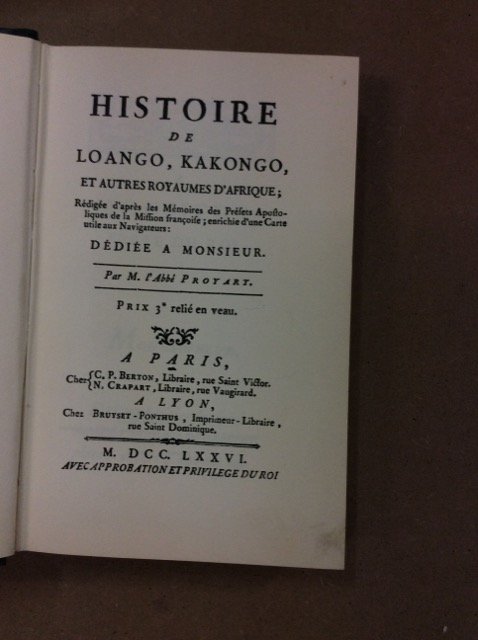 HISTOIRE
DE
LOANGO, KAKONGO,
ET AUTRES ROYAUMES D'AFRIQUE;
Rédigée d'après les Mémoires des Préfets Aposto-
liques de la Mission françoise; enrichie d'une Carte
utile aux Navigateurs:
DÉDIÉE A MONSIEUR.
Par M. l'Abbé PROYART.
PRIX 3" relié en veau.
A PARIS,
Chez { C. P. BERTON, Libraire, rue Saint Victor.
N. CRAPART, Libraire, rue Vaugirard.
A LYON,
Chez BRUYSET-PONTHUS, Imprimeur-Libraire,
rue Saint Dominique.
M. DCC. LXXVI.
AVEC APPROBATION ET PRIVILEGE DU ROI